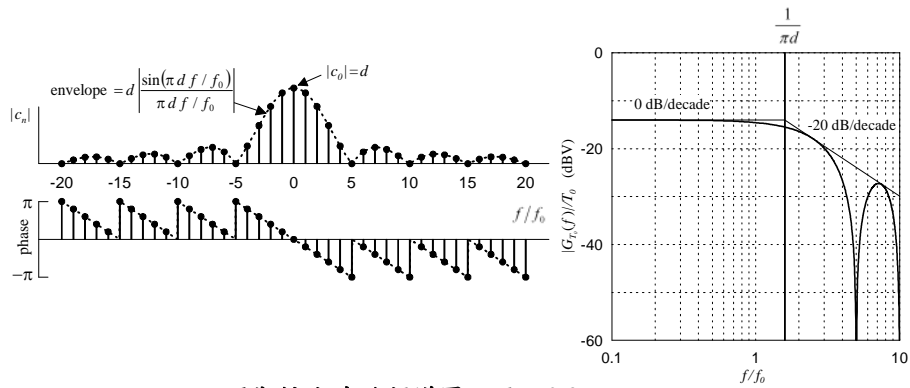 envelope = d |sin(π d f / f₀) / π d f / f₀|
|c₀|=d
|cₙ|
-20 -15 -10 -5 0 5 10 15 20
π
phase
−π
f/f₀
1/πd
0
-20
-40
-60
|G_T₀(f)|/T₀ (dBV)
0 dB/decade
-20 dB/decade
0.1 1 10
f/f₀